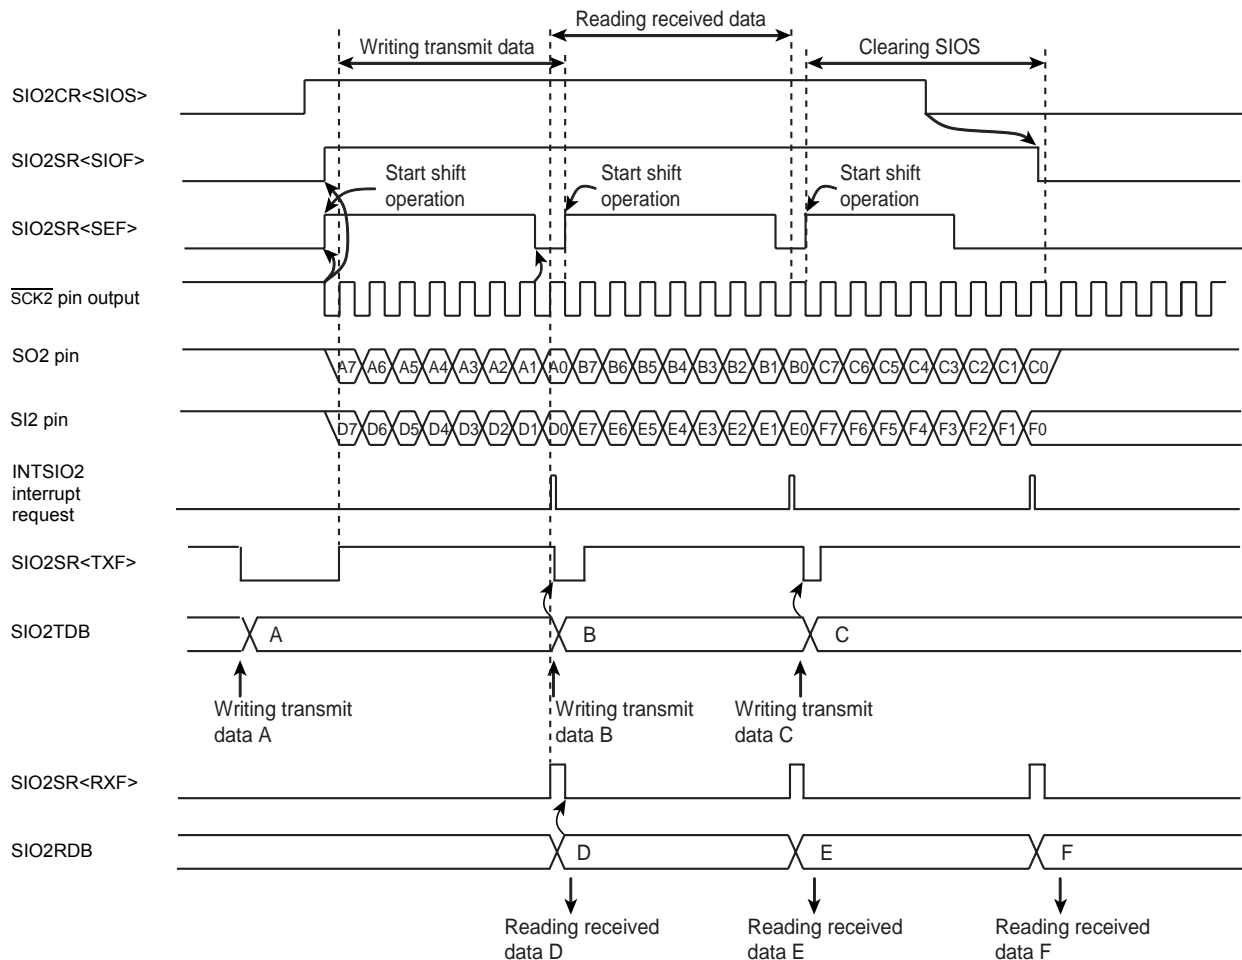 Reading received data
Writing transmit data
Clearing SIOS
SIO2CR<SIOS>
SIO2SR<SIOF>
Start shift
operation
Start shift
operation
Start shift
operation
SIO2SR<SEF>
SCK2 pin output
SO2 pin
A7 A6 A5 A4 A3 A2 A1 A0 B7 B6 B5 B4 B3 B2 B1 B0 C7 C6 C5 C4 C3 C2 C1 C0
SI2 pin
D7 D6 D5 D4 D3 D2 D1 D0 E7 E6 E5 E4 E3 E2 E1 E0 F7 F6 F5 F4 F3 F2 F1 F0
INTSIO2
interrupt
request
SIO2SR<TXF>
SIO2TDB
A
B
C
Writing transmit
data A
Writing transmit
data B
Writing transmit
data C
SIO2SR<RXF>
SIO2RDB
D
E
F
Reading received
data D
Reading received
data E
Reading received
data F